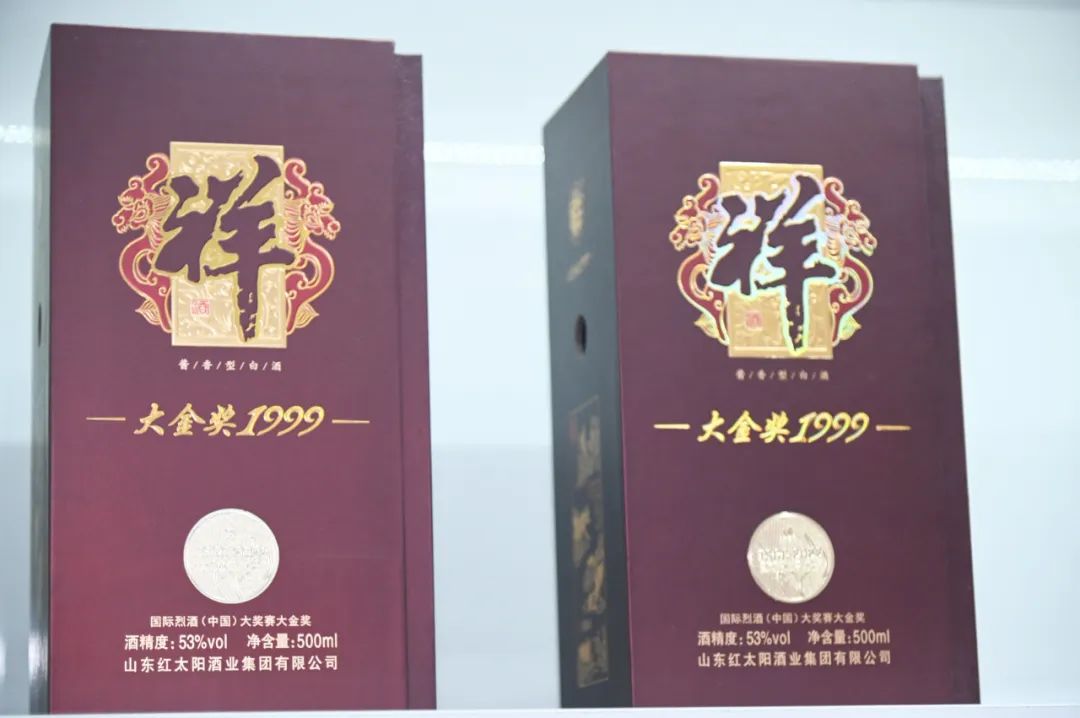 祥
酒
酱/香/型/白/酒
大金奖1999
国际烈酒(中国)大奖赛大金奖
酒精度:53%vol 净含量:500ml
山东红太阳酒业集团有限公司
祥
酒
酱/香/型/白/酒
大金奖1999
国际烈酒(中国)大奖赛大金奖
酒精度:53%vol 净含量:500ml
山东红太阳酒业集团有限公司